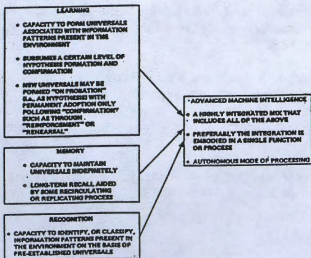 LEARNING
• CAPACITY TO FORM UNIVERSALS
ASSOCIATED WITH INFORMATION
PATTERNS PRESENT IN THE
ENVIRONMENT
• SUBSUMES A CERTAIN LEVEL OF
HYPOTHESIS FORMATION AND
CONFIRMATION
• NEW UNIVERSALS MAY BE
FORMED "ON PROBATION"
(I.E., AS HYPOTHESIS) WITH
PERMANENT ADOPTION ONLY
FOLLOWING "CONFIRMATION"
SUCH AS THROUGH
"REINFORCEMENT" OR
"REHEARSAL"
MEMORY
• CAPACITY TO MAINTAIN
UNIVERSALS INDEFINITELY
• LONG-TERM RECALL AIDED
BY SOME RECIRCULATING
OR REPLICATING PROCESS
RECOGNITION
• CAPACITY TO IDENTIFY, OR CLASSIFY,
INFORMATION PATTERNS PRESENT IN
THE ENVIRONMENT ON THE BASIS OF
PRE-ESTABLISHED UNIVERSALS
ADVANCED MACHINE INTELLIGENCE
• A HIGHLY INTEGRATED MIX THAT
INCLUDES ALL OF THE ABOVE
• PREFERABLY THE INTEGRATION IS
EMBODIED IN A SINGLE FUNCTION
OR PROCESS
• AUTONOMOUS MODE OF PROCESSING